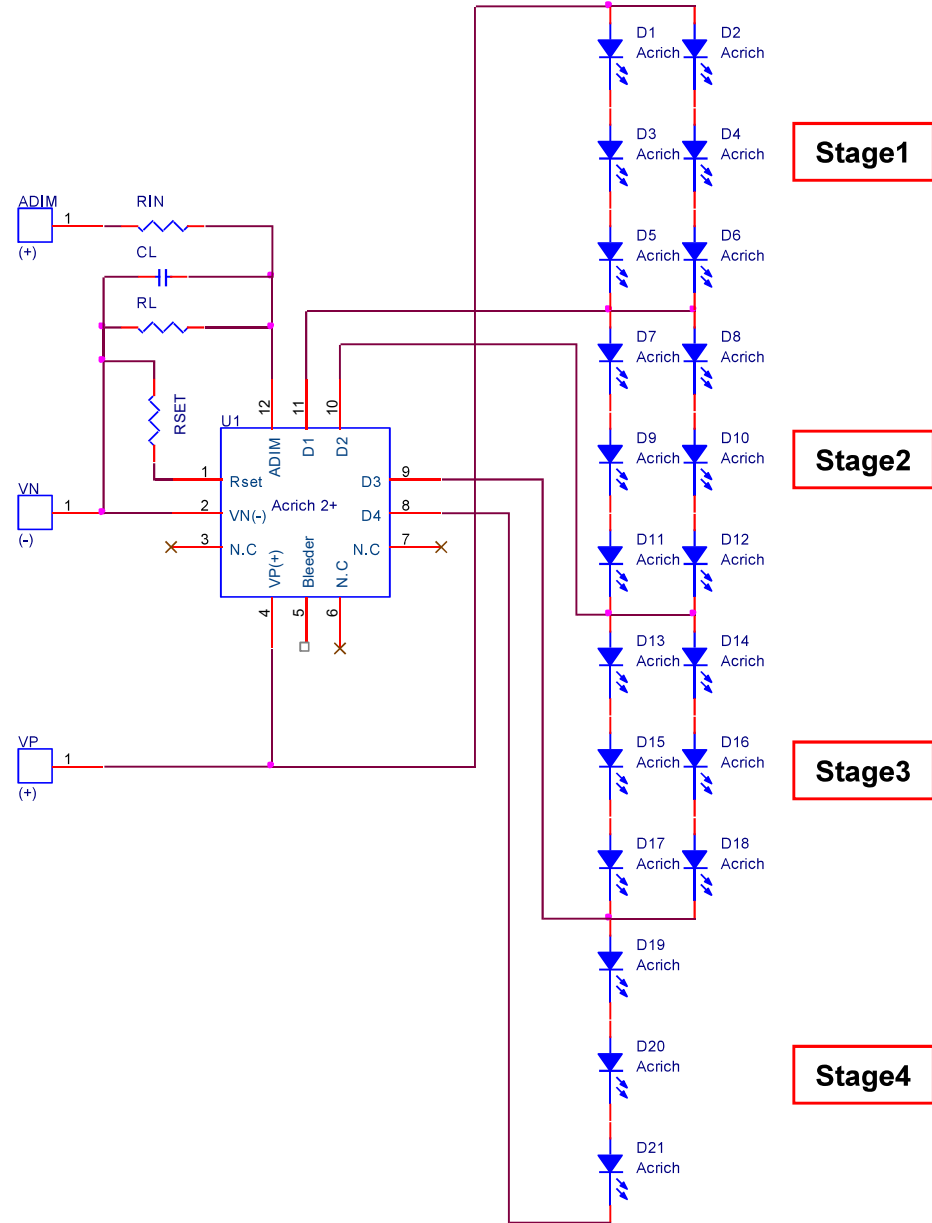 D1
Acrich
D2
Acrich
D3
Acrich
D4
Acrich
Stage1
D5
Acrich
D6
Acrich
ADIM
1
(+)
RIN
CL
RL
RSET
D7
Acrich
D8
Acrich
D9
Acrich
D10
Acrich
Stage2
D11
Acrich
D12
Acrich
U1
12
11
10
ADIM
D1
D2
1
Rset
2
VN(-)
3
N.C
Acrich 2+
D3
9
D4
8
N.C
7
VP(+)
Bleeder
N.C
4
5
6
VN
1
(-)
D13
Acrich
D14
Acrich
D15
Acrich
D16
Acrich
Stage3
D17
Acrich
D18
Acrich
VP
1
(+)
D19
Acrich
D20
Acrich
Stage4
D21
Acrich